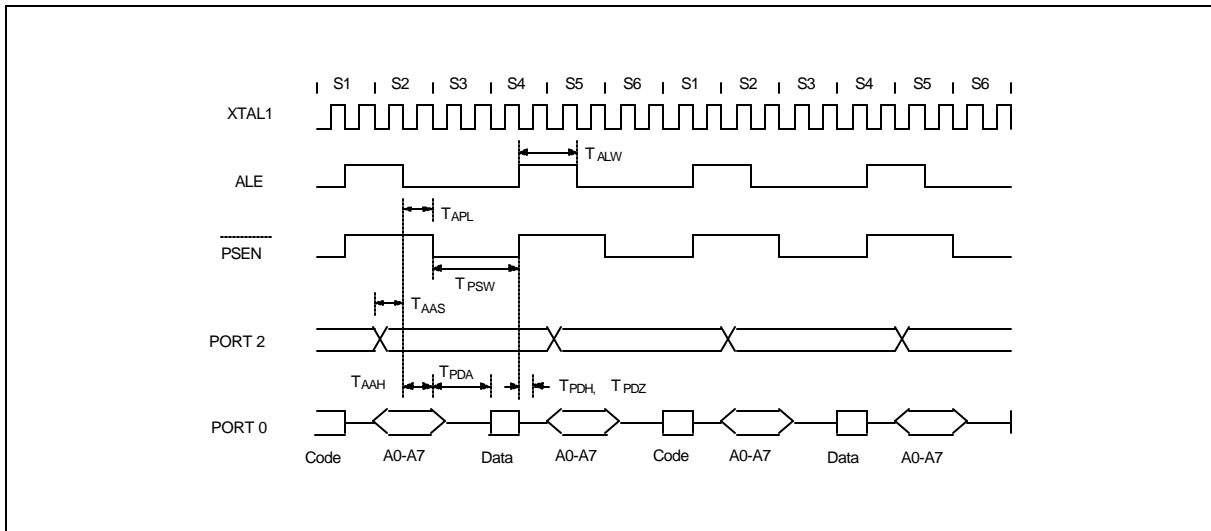 S1 S2 S3 S4 S5 S6 S1 S2 S3 S4 S5 S6
XTAL1
TALW
ALE
TAPL
PSEN
TPSW
TAAS
PORT 2
TAAH TPDA TPDH, TPDZ
PORT 0
Code A0-A7 Data A0-A7 Code A0-A7 Data A0-A7